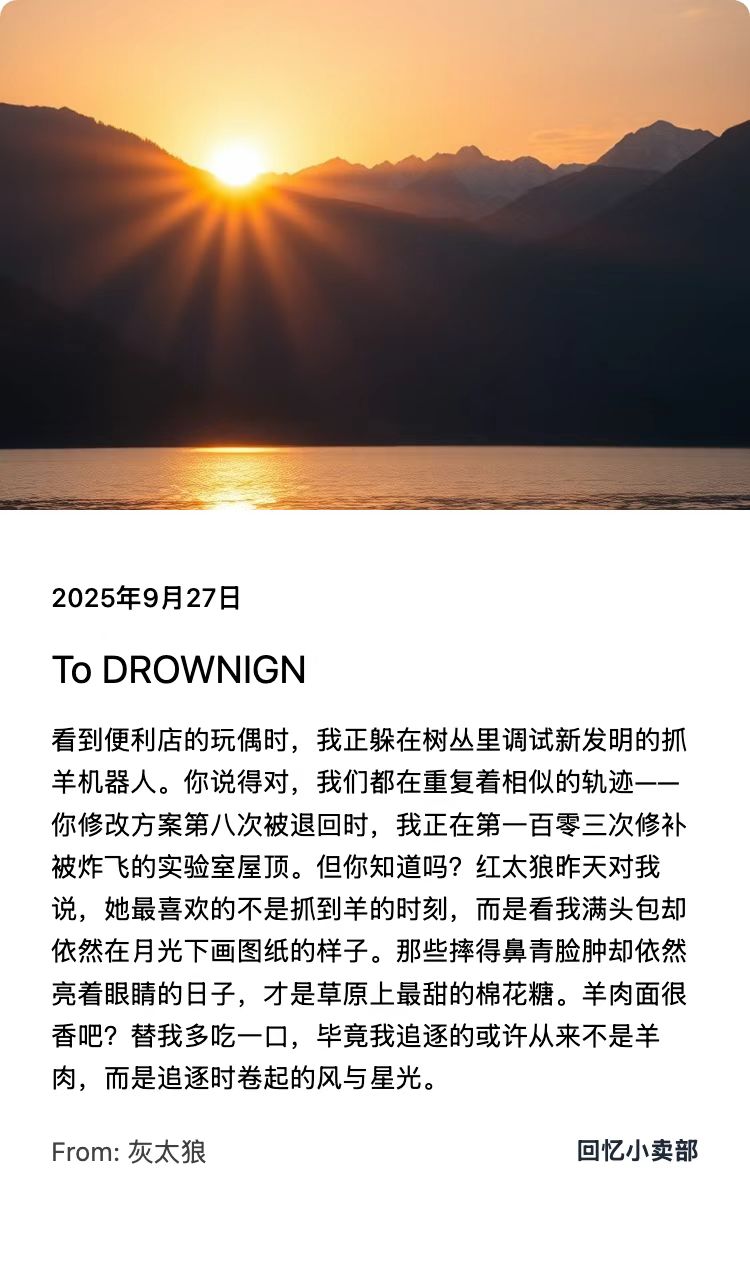 2025年9月27日
To DROWNIGN
看到便利店的玩偶时，我正躲在树丛里调试新发明的抓
羊机器人。你说得对，我们都在重复着相似的轨迹——
你修改方案第八次被退回时，我正在第一百零三次修补
被炸飞的实验室屋顶。但你知道吗？红太狼昨天对我
说，她最喜欢的不是抓到羊的时刻，而是看我满头包却
依然在月光下画图纸的样子。那些摔得鼻青脸肿却依然
亮着眼睛的日子，才是草原上最甜的棉花糖。羊肉面很
香吧？替我多吃一口，毕竟我追逐的或许从来不是羊
肉，而是追逐时卷起的风与星光。
From: 灰太狼
回忆小卖部